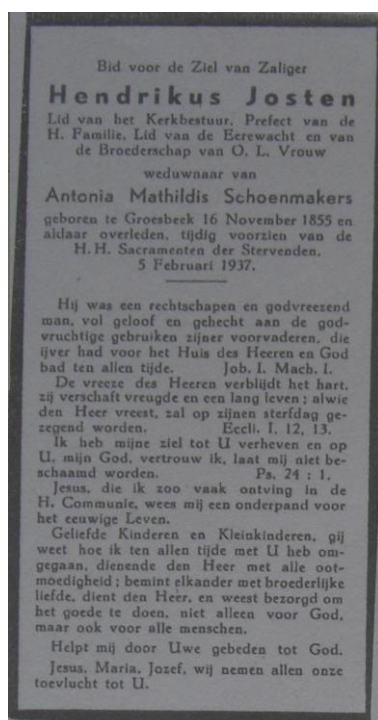 Bid voor de Ziel van Zaliger
Hendrikus Josten
Lid van het Kerkbestuur, Prefect van de
H. Familie, Lid van de Eerewacht en van
de Broederschap van O. L. Vrouw
weduwnaar van
Antonia Mathildis Schoenmakers
geboren te Groesbeek 16 November 1855 en
aldaar overleden, tijdig voorzien van de
H.H. Sacramenten der Stervenden.
5 Februari 1937.
Hij was een rechtschapen en godvreezend
man, vol geloof en gehecht aan de god-
vruchtige gebruiken zijner voorvaderen, die
ijver had voor het Huis des Heeren en God
bad ten allen tijde. Job. I. Mach. I.
De vreeze des Heeren verblijdt het hart,
zij verschaft vreugde en een lang leven; alwie
den Heer vreest, zal op zijnen sterfdag ge-
zegend worden. Eccli. I. 12, 13.
Ik heb mijne ziel tot U verheven en op
U, mijn God, vertrouw ik, laat mij niet be-
schaamd worden. Ps. 24 : 1.
Jesus, die ik zoo vaak ontving in de
H. Communie, wees mij een onderpand voor
het eeuwige Leven.
Geliefde Kinderen en Kleinkinderen, gij
weet hoe ik ten allen tijde met U heb om-
gegaan, dienende den Heer met alle oot-
moedigheid; bemint elkander met broederlijke
liefde, dient den Heer, en weest bezorgd om
het goede te doen, niet alleen voor God,
maar ook voor alle menschen.
Helpt mij door Uwe gebeden tot God.
Jesus, Maria, Jozef, wij nemen allen onze
toevlucht tot U.